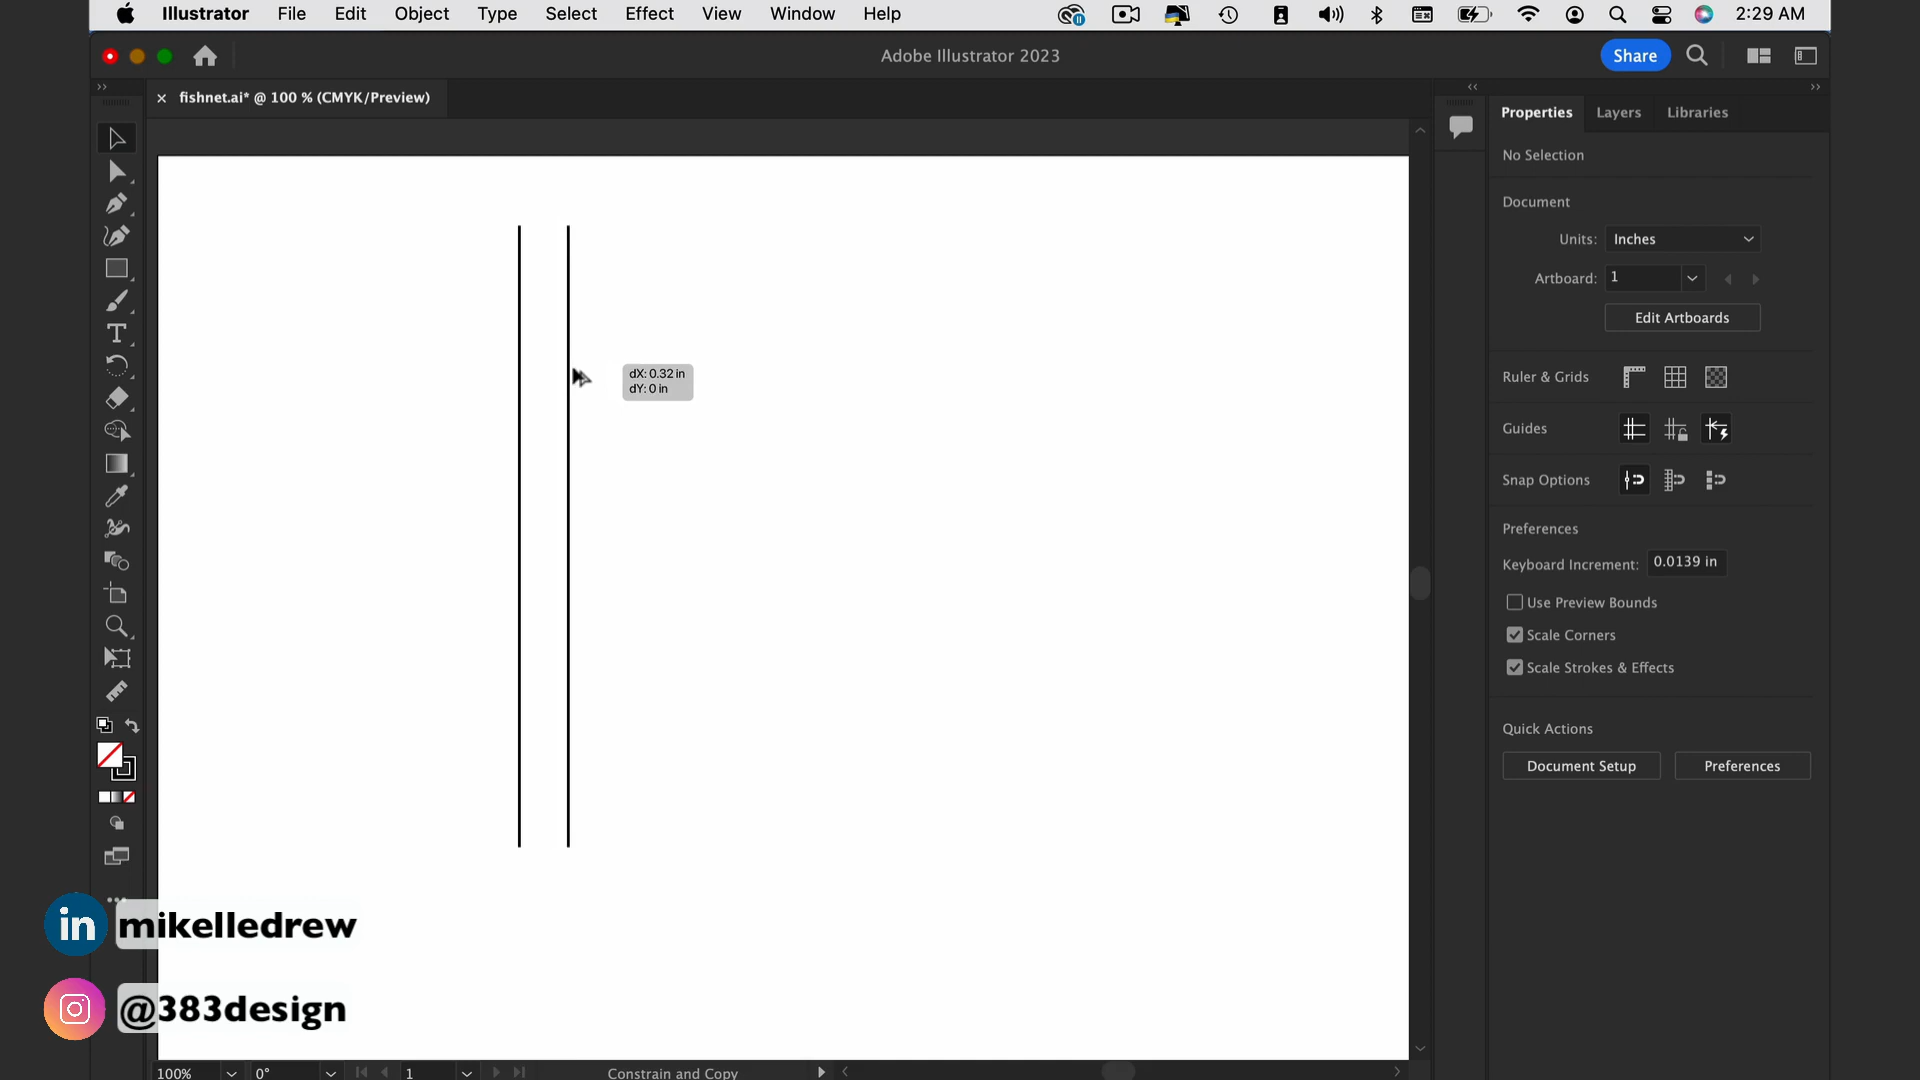 Illustrator File Edit Object Type Select Effect View Window Help 2:29 AM
Adobe Illustrator 2023
Share
× fishnet.ai* @ 100 % (CMYK/Preview)
Properties Layers Libraries
No Selection
Document
Units: Inches
Artboard: 1
Edit Artboards
Ruler & Grids
dX: 0.32 in
dY: 0 in
Guides
Snap Options
Preferences
Keyboard Increment: 0.0139 in
Use Preview Bounds
Scale Corners
Scale Strokes & Effects
Quick Actions
Document Setup Preferences
in mikelledrew
@383design
100% 0° 1 Constrain and Copy